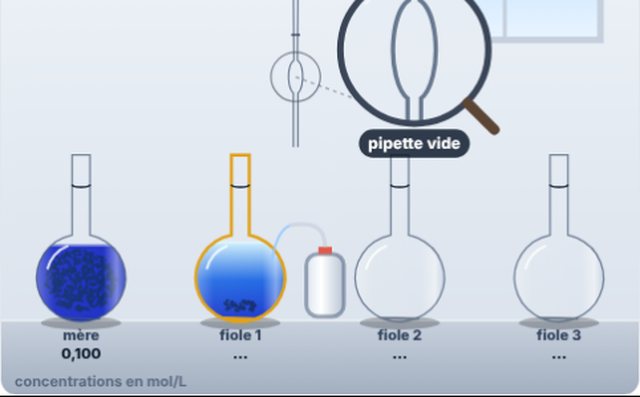 pipette vide
mère
fiole 1
fiole 2
fiole 3
0,100
...
...
...
concentrations en mol/L